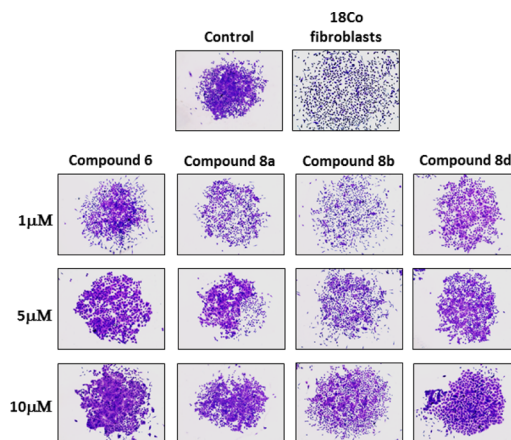 Control
18Co
fibroblasts
Compound 6
Compound 8a
Compound 8b
Compound 8d
1μM
5μM
10μM